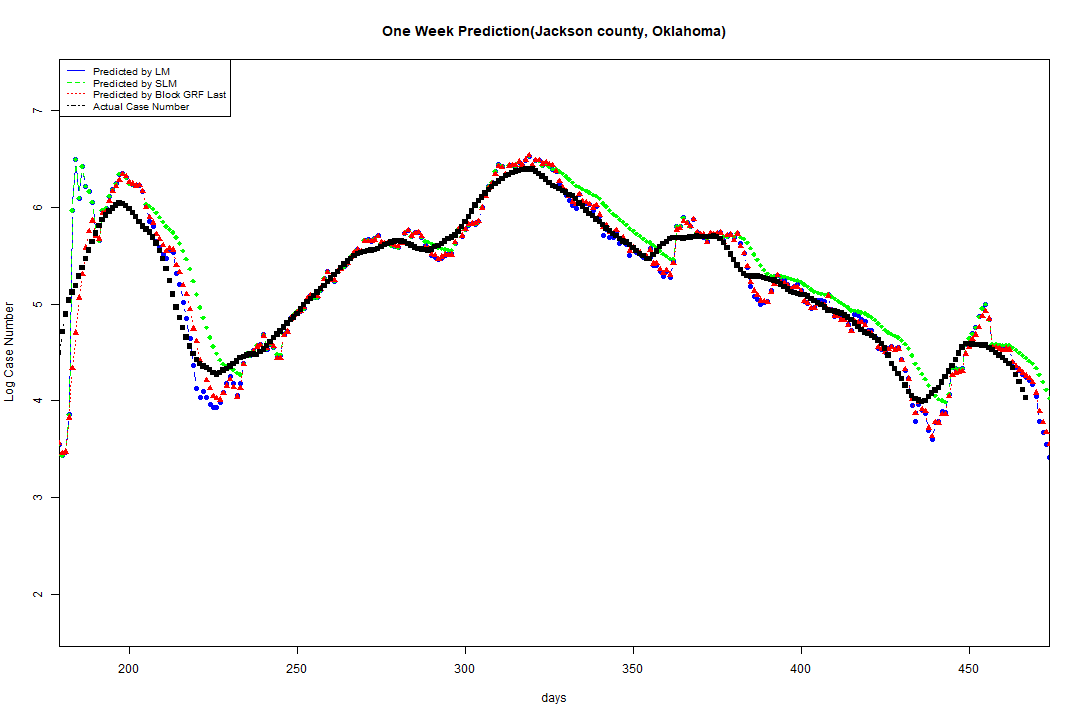 One Week Prediction(Jackson county, Oklahoma)
Predicted by LM
Predicted by SLM
Predicted by Block GRF Last
Actual Case Number
7
6
5
4
3
2
Log Case Number
200 250 300 350 400 450
days